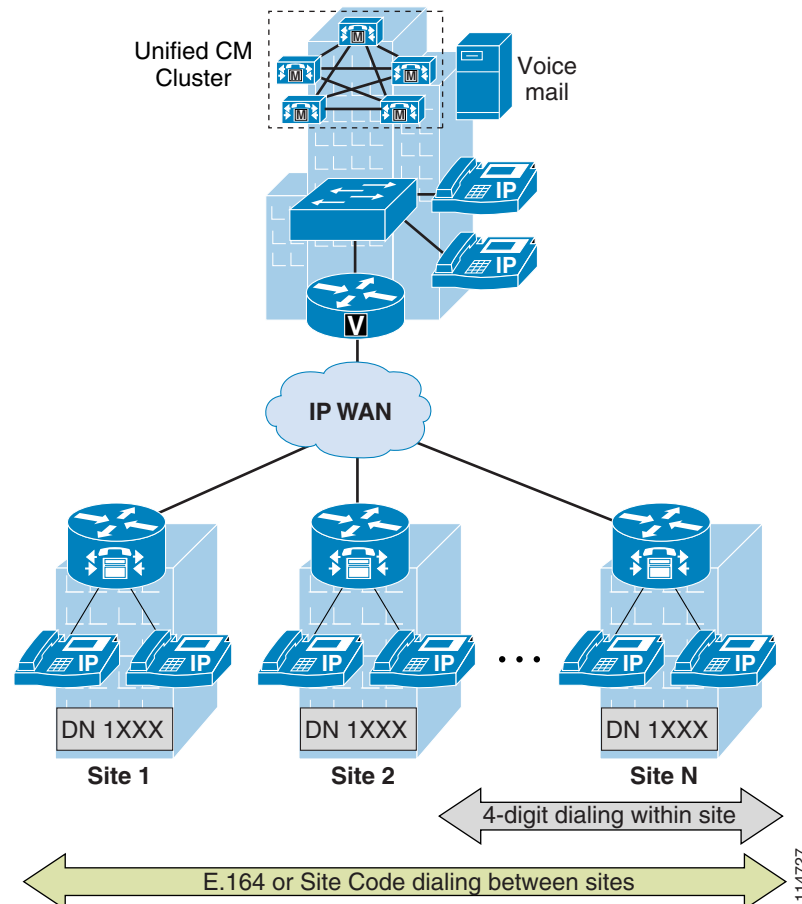 Unified CM
Cluster
Voice
mail
M
M
M
M
M
IP
IP
V
IP WAN
IP
IP
IP
IP
IP
IP
...
DN 1XXX
DN 1XXX
DN 1XXX
Site 1
Site 2
Site N
4-digit dialing within site
E.164 or Site Code dialing between sites
114727